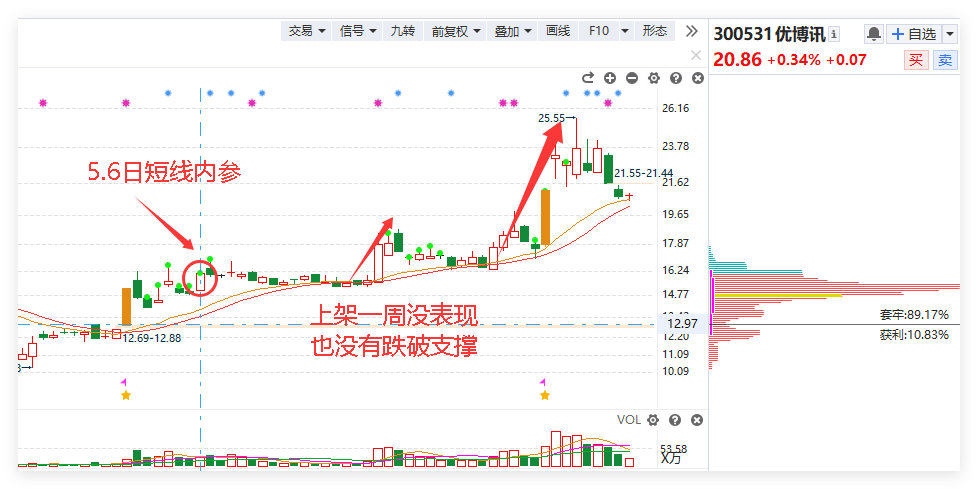 交易 信号 九转 前复权 叠加 画线 F10 形态
300531 优博讯
自选
20.86 +0.34% +0.07
买 卖
26.16
25.55
23.78
5.6日短线内参
21.55-21.44
21.62
19.65
17.87
16.24
14.77
上架一周没表现
套牢:89.17%
12.97
也没有跌破支撑
获利:10.83%
12.69-12.88
12.20
11.09
10.09
VOL
53.58
X万